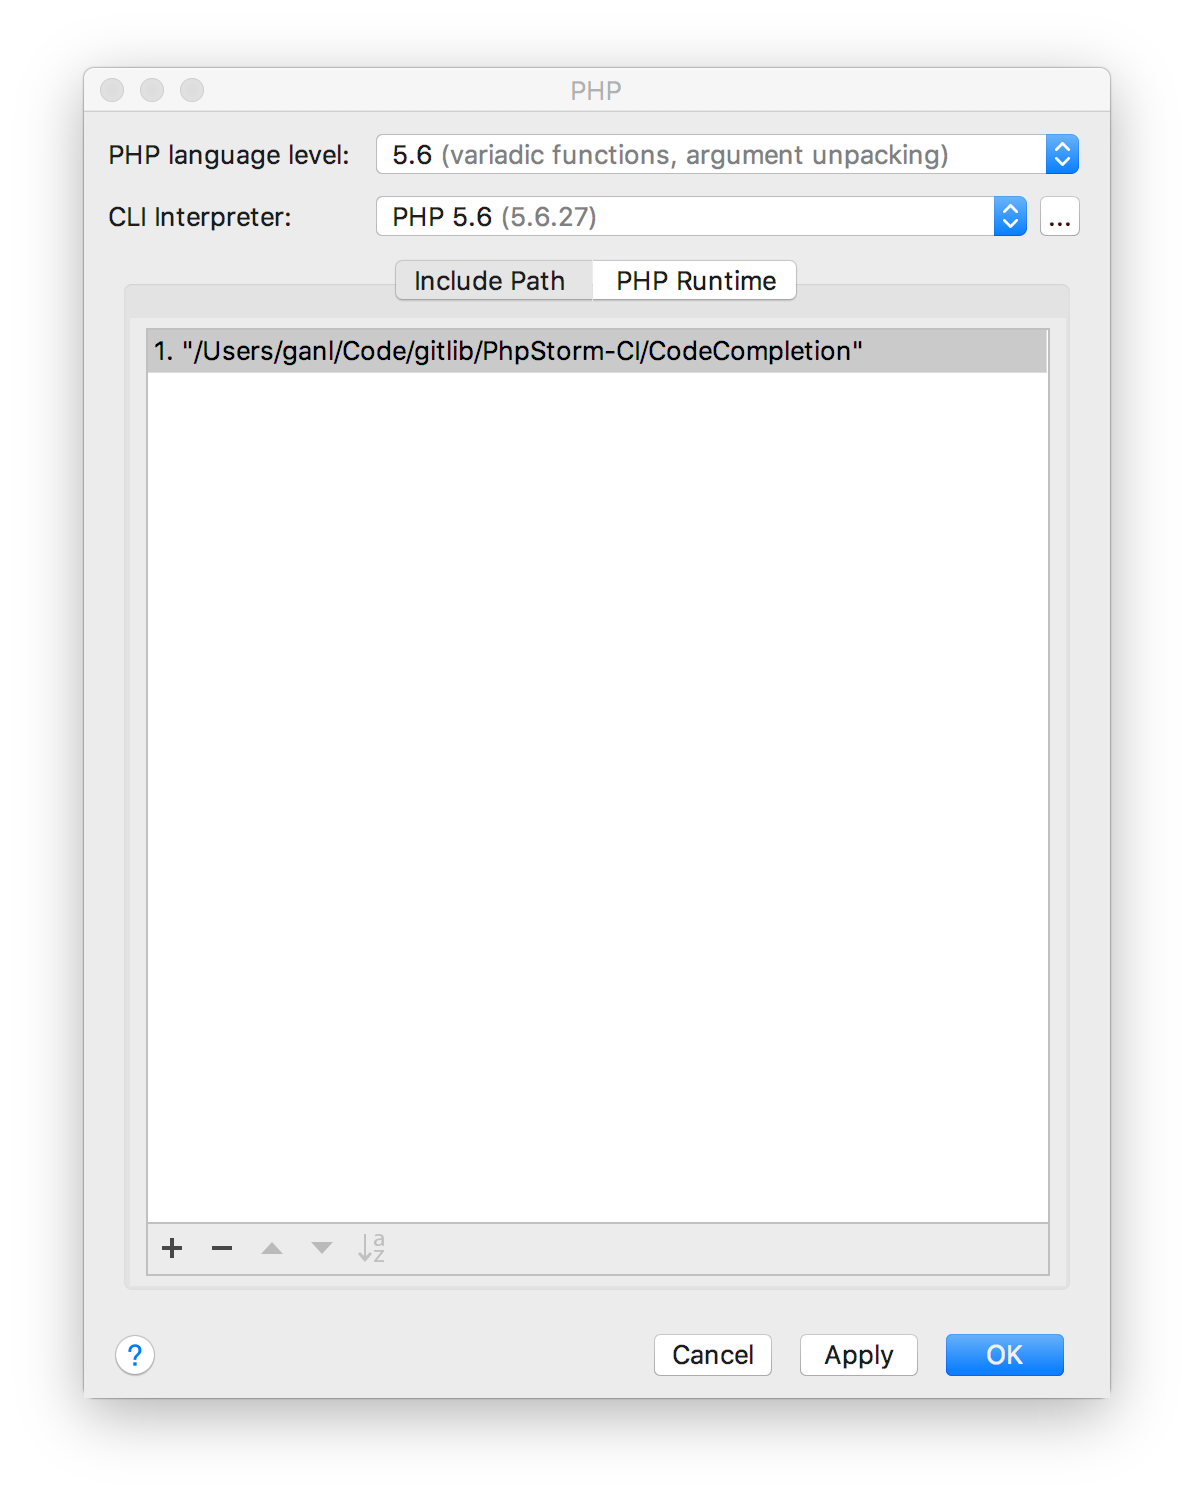 PHP
PHP language level: 5.6 (variadic functions, argument unpacking)
CLI Interpreter: PHP 5.6 (5.6.27) ...
Include Path PHP Runtime
1. "/Users/ganl/Code/gitlib/PhpStorm-CI/CodeCompletion"
a
z
? Cancel Apply OK